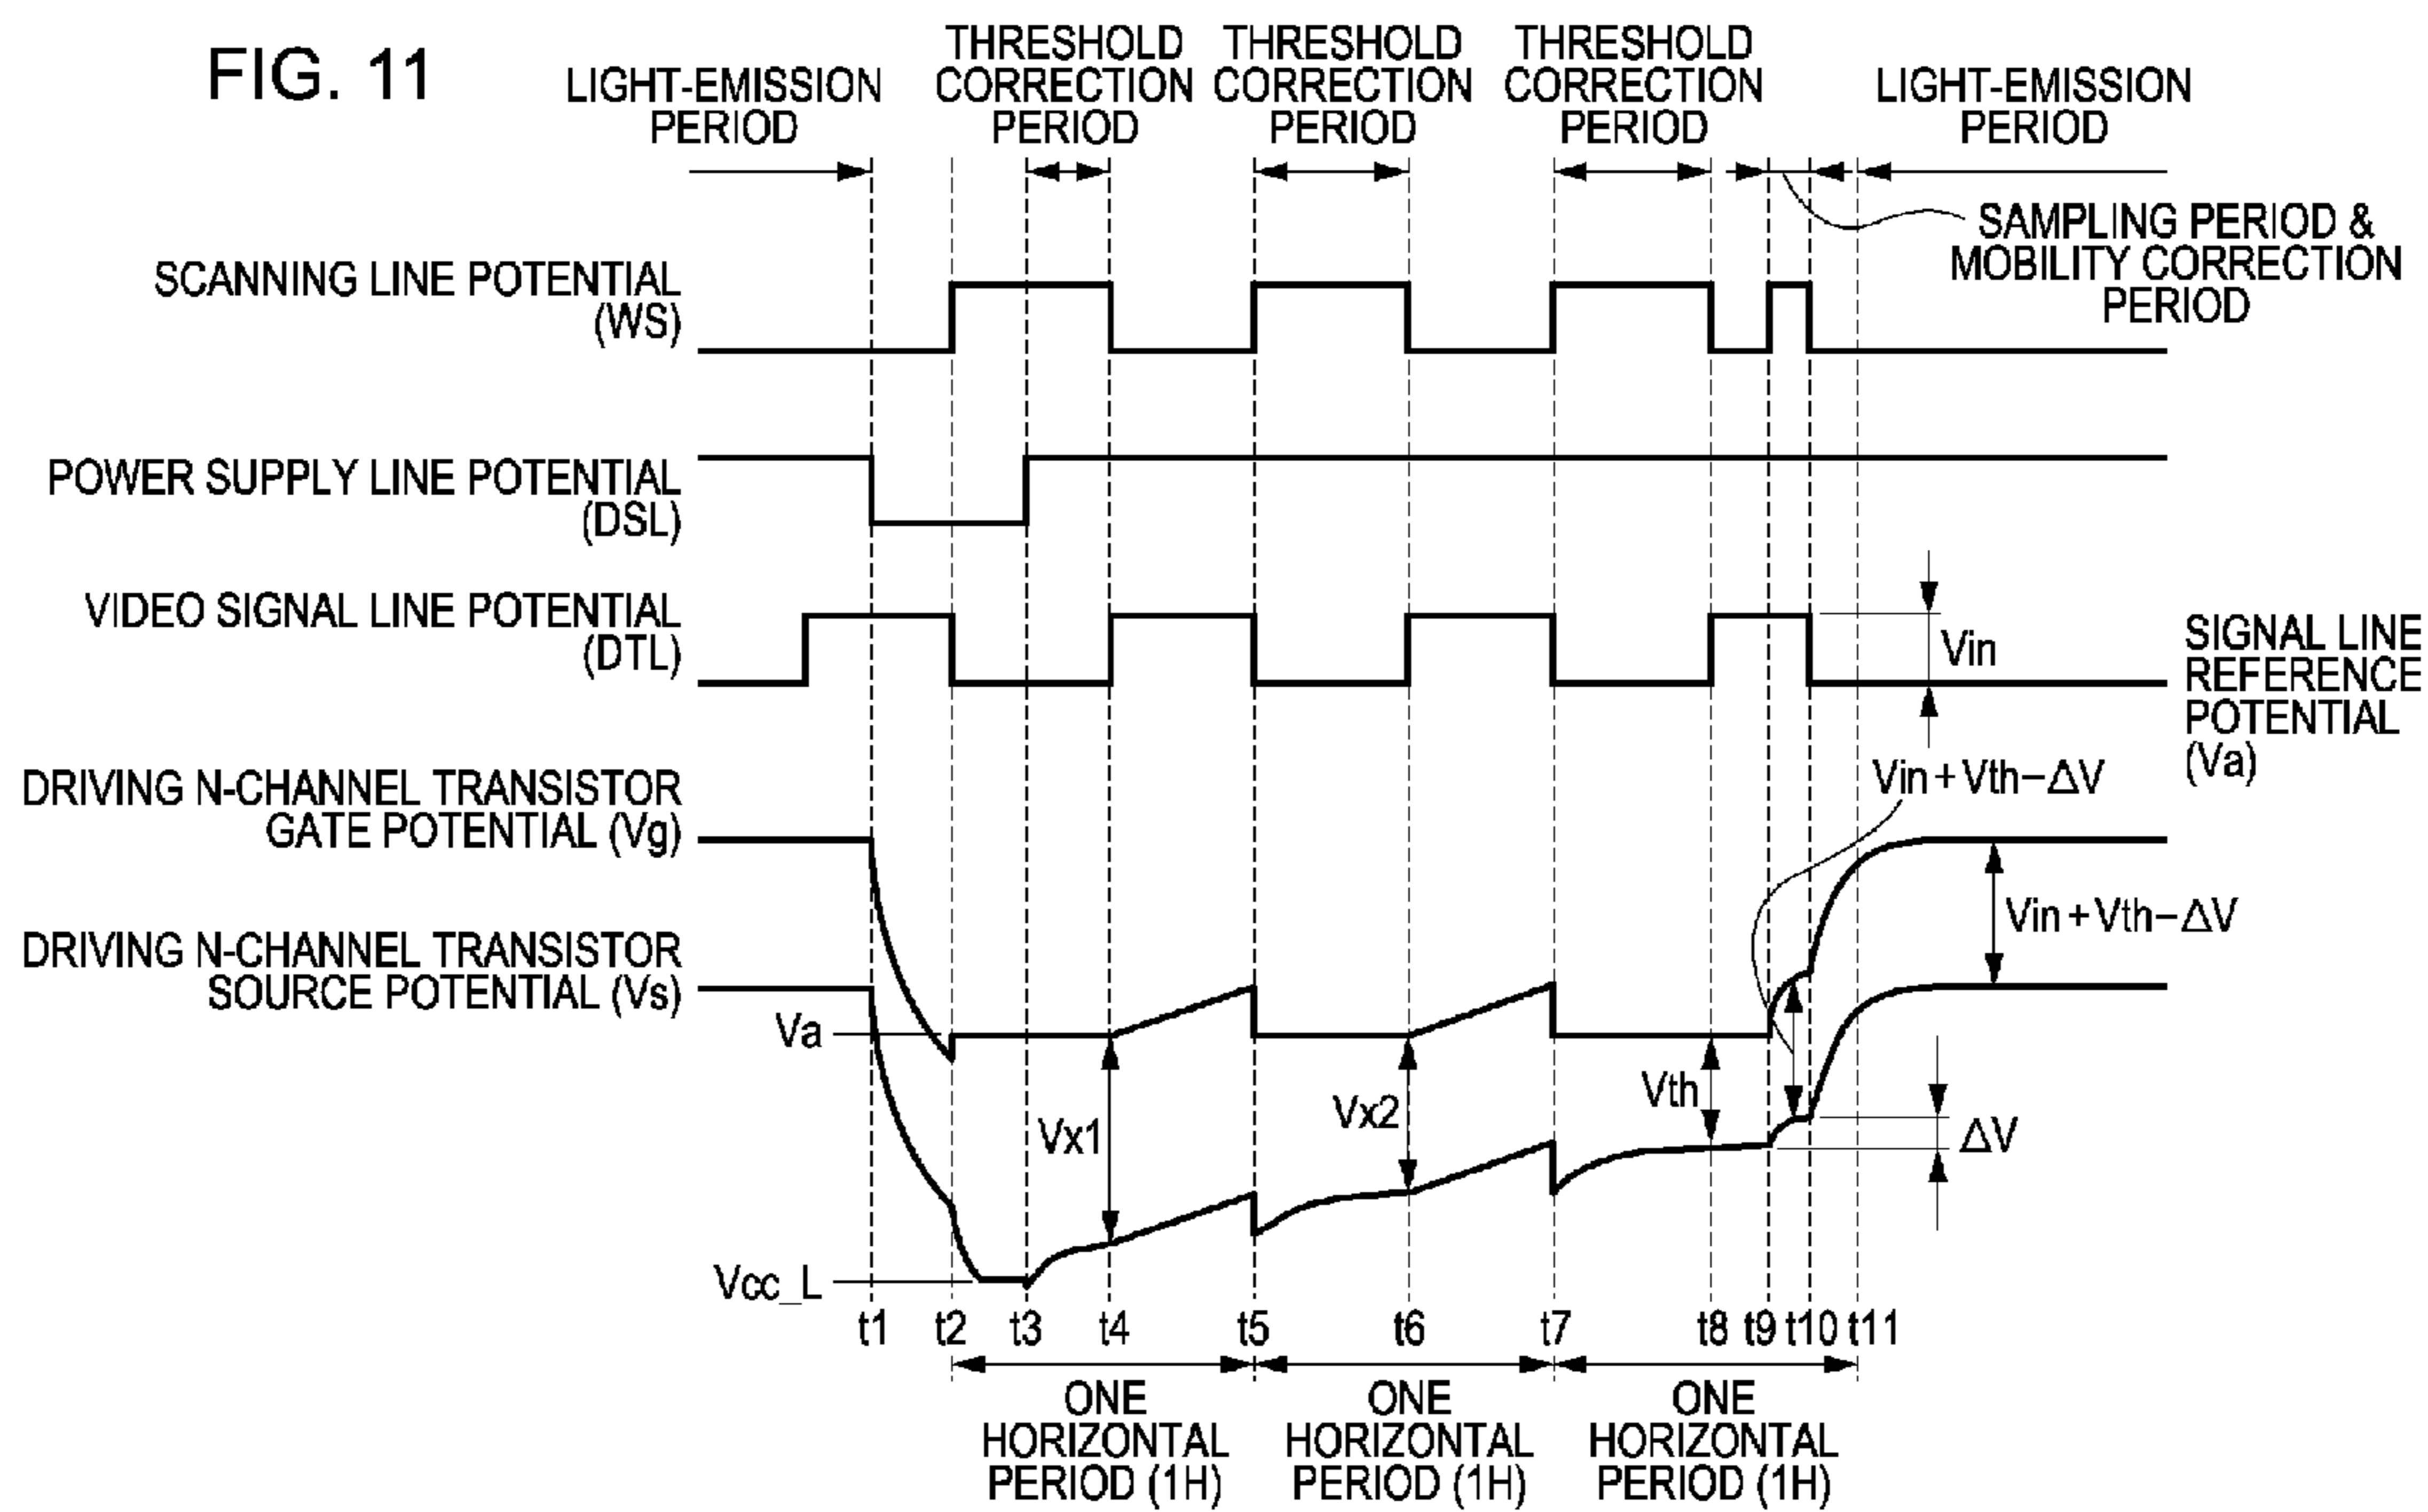 FIG. 11
LIGHT-EMISSION
PERIOD
THRESHOLD
CORRECTION
PERIOD
THRESHOLD
CORRECTION
PERIOD
THRESHOLD
CORRECTION
PERIOD
LIGHT-EMISSION
PERIOD
SAMPLING PERIOD &
MOBILITY CORRECTION
PERIOD
SCANNING LINE POTENTIAL
(WS)
POWER SUPPLY LINE POTENTIAL
(DSL)
VIDEO SIGNAL LINE POTENTIAL
(DTL)
Vin
SIGNAL LINE
REFERENCE
POTENTIAL
(Va)
DRIVING N-CHANNEL TRANSISTOR
GATE POTENTIAL (Vg)
Vin+Vth−ΔV
Vin+Vth−ΔV
DRIVING N-CHANNEL TRANSISTOR
SOURCE POTENTIAL (Vs)
Va
Vx1
Vx2
Vth
ΔV
Vcc_L
t1 t2 t3 t4 t5 t6 t7 t8 t9 t10 t11
ONE
HORIZONTAL
PERIOD (1H)
ONE
HORIZONTAL
PERIOD (1H)
ONE
HORIZONTAL
PERIOD (1H)